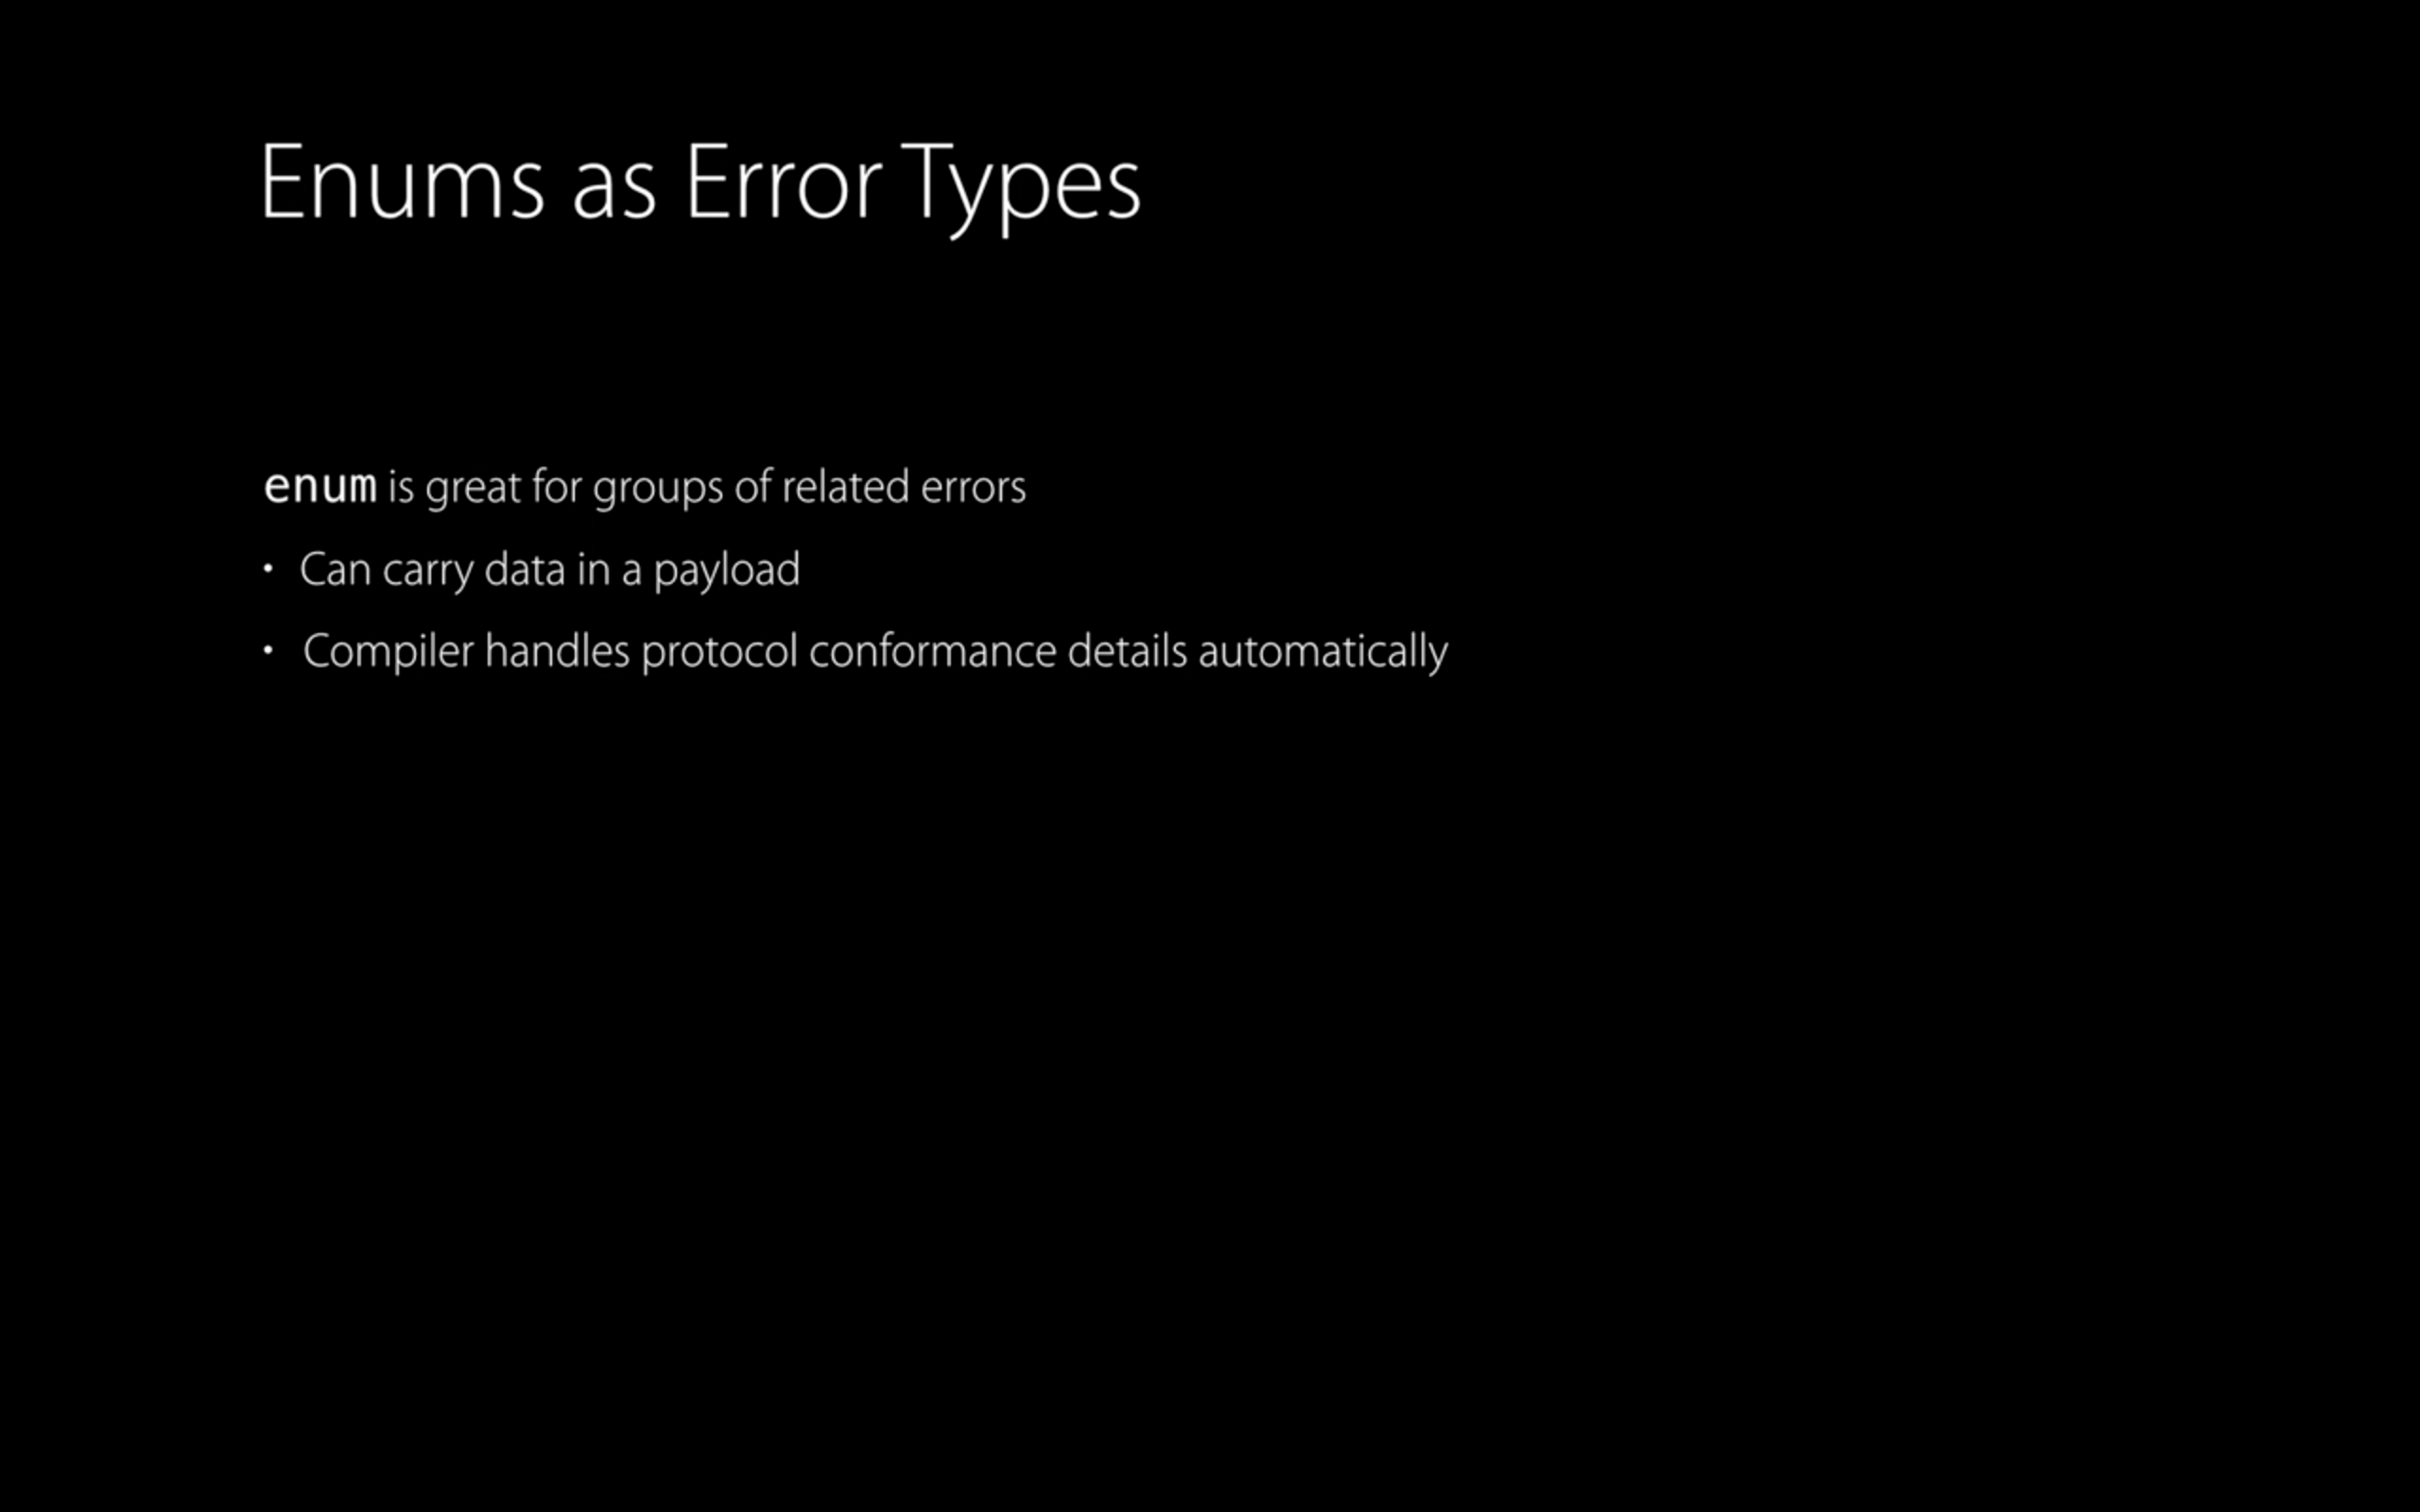 Enums as Error Types
enum is great for groups of related errors
• Can carry data in a payload
• Compiler handles protocol conformance details automatically